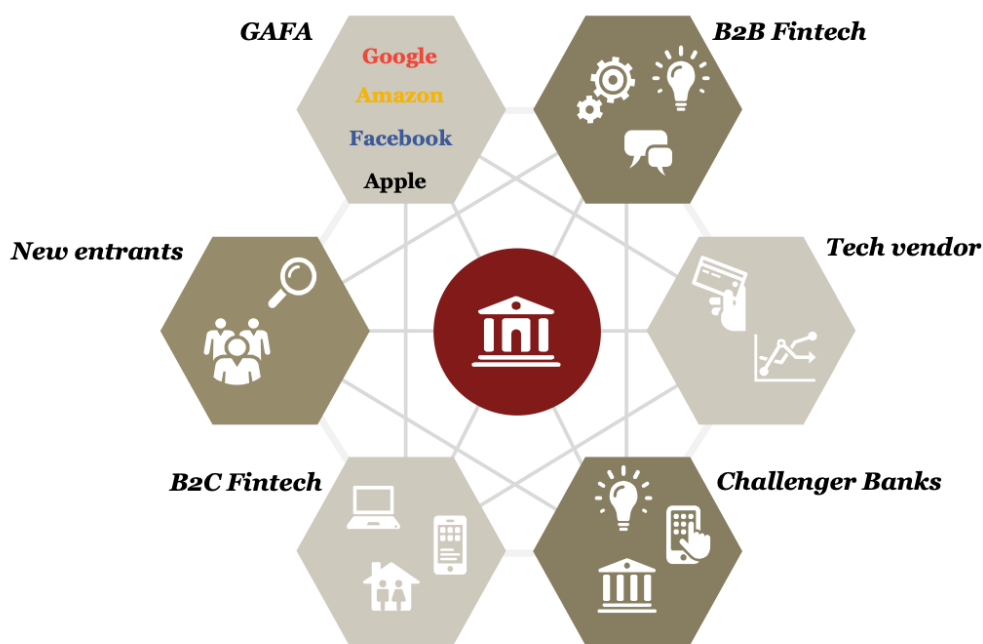 GAFA
Google
Amazon
Facebook
Apple
B2B Fintech
New entrants
Tech vendor
B2C Fintech
Challenger Banks